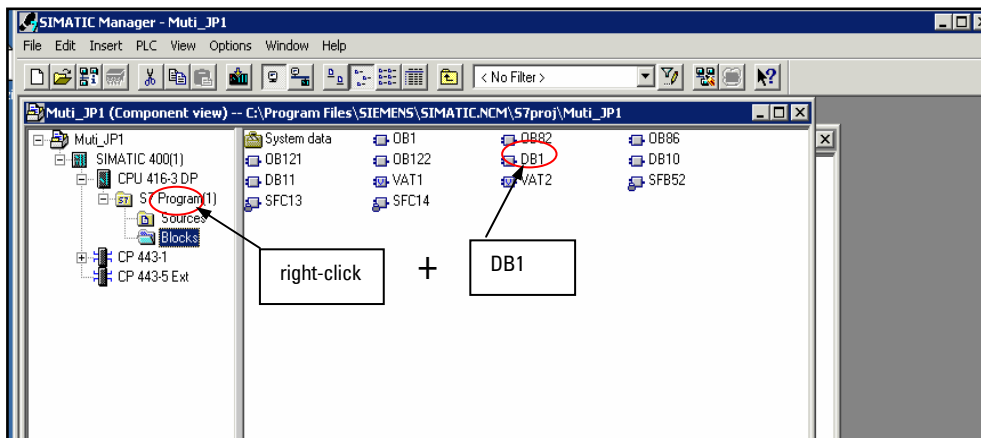 SIMATIC Manager - Muti_JP1
File Edit Insert PLC View Options Window Help
< No Filter >
Muti_JP1 (Component view) -- C:\Program Files\SIEMENS\SIMATIC.NCM\S7proj\Muti_JP1
Muti_JP1
SIMATIC 400(1)
CPU 416-3 DP
S7 Program(1)
Sources
Blocks
CP 443-1
CP 443-5 Ext
System data OB1 OB82 OB86
OB121 OB122 DB1 DB10
DB11 VAT1 VAT2 SFB52
SFC13 SFC14
right-click + DB1